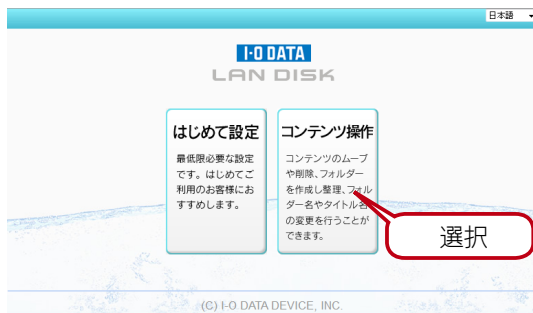 日本語
I-O DATA
LAN DISK
はじめて設定
最低限必要な設定
です。はじめてご
利用のお客様にお
すすめします。
コンテンツ操作
コンテンツのムーブ
や削除、フォルダー
を作成し整理、フォル
ダー名やタイトル名
の変更を行うことが
できます。
選択
(C) I-O DATA DEVICE, INC.